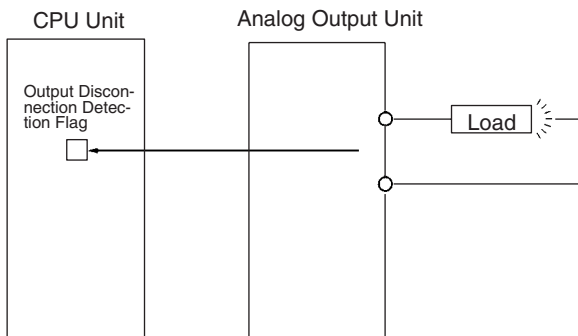 CPU Unit
Analog Output Unit
Output Discon-
nection Detec-
tion Flag
Load